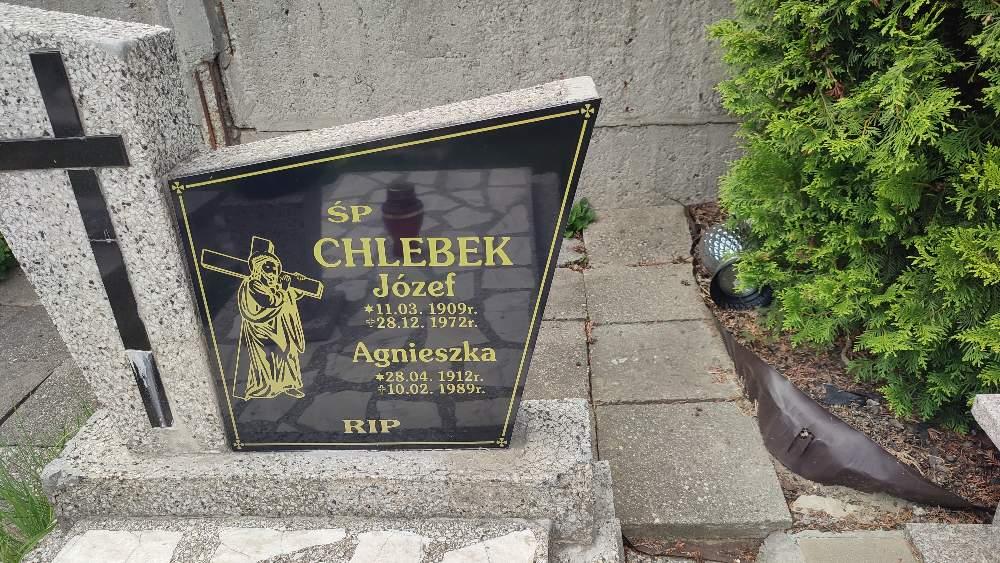 ŚP
CHLEBEK
Józef
*11.03. 1909r.
✝28.12. 1972r.
Agnieszka
*28.04. 1912r.
✝10.02. 1989r.
RIP